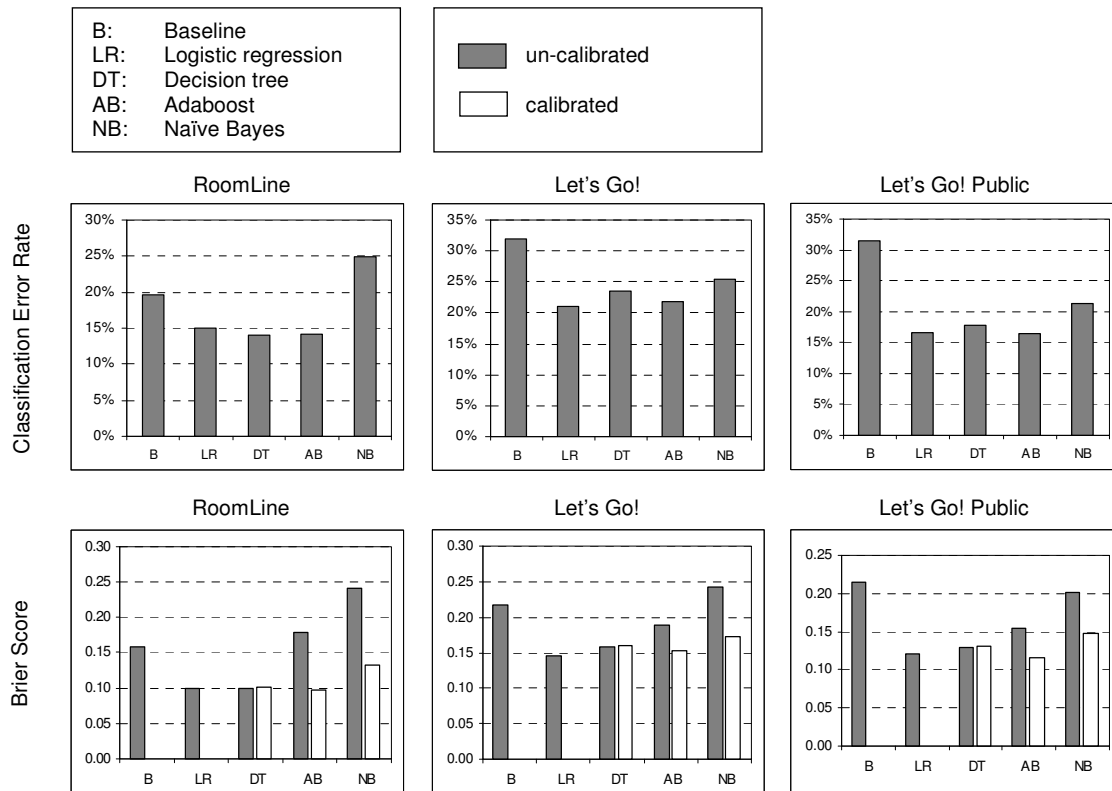 B: Baseline
LR: Logistic regression
DT: Decision tree
AB: Adaboost
NB: Naïve Bayes
un-calibrated
calibrated
Classification Error Rate
RoomLine
30%
25%
20%
15%
10%
5%
0%
B LR DT AB NB
Let's Go!
35%
30%
25%
20%
15%
10%
5%
0%
B LR DT AB NB
Let's Go! Public
35%
30%
25%
20%
15%
10%
5%
0%
B LR DT AB NB
Brier Score
RoomLine
0.30
0.25
0.20
0.15
0.10
0.05
0.00
B LR DT AB NB
Let's Go!
0.30
0.25
0.20
0.15
0.10
0.05
0.00
B LR DT AB NB
Let's Go! Public
0.25
0.20
0.15
0.10
0.05
0.00
B LR DT AB NB